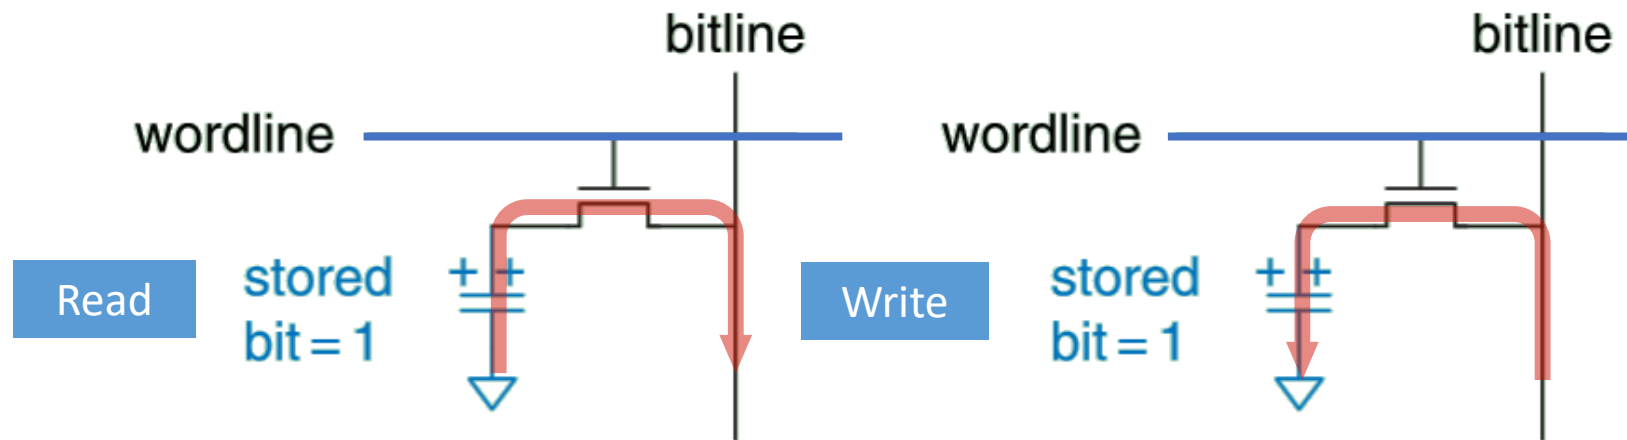 bitline
wordline
Read
stored
bit = 1
+ +
bitline
wordline
Write
stored
bit = 1
+ +